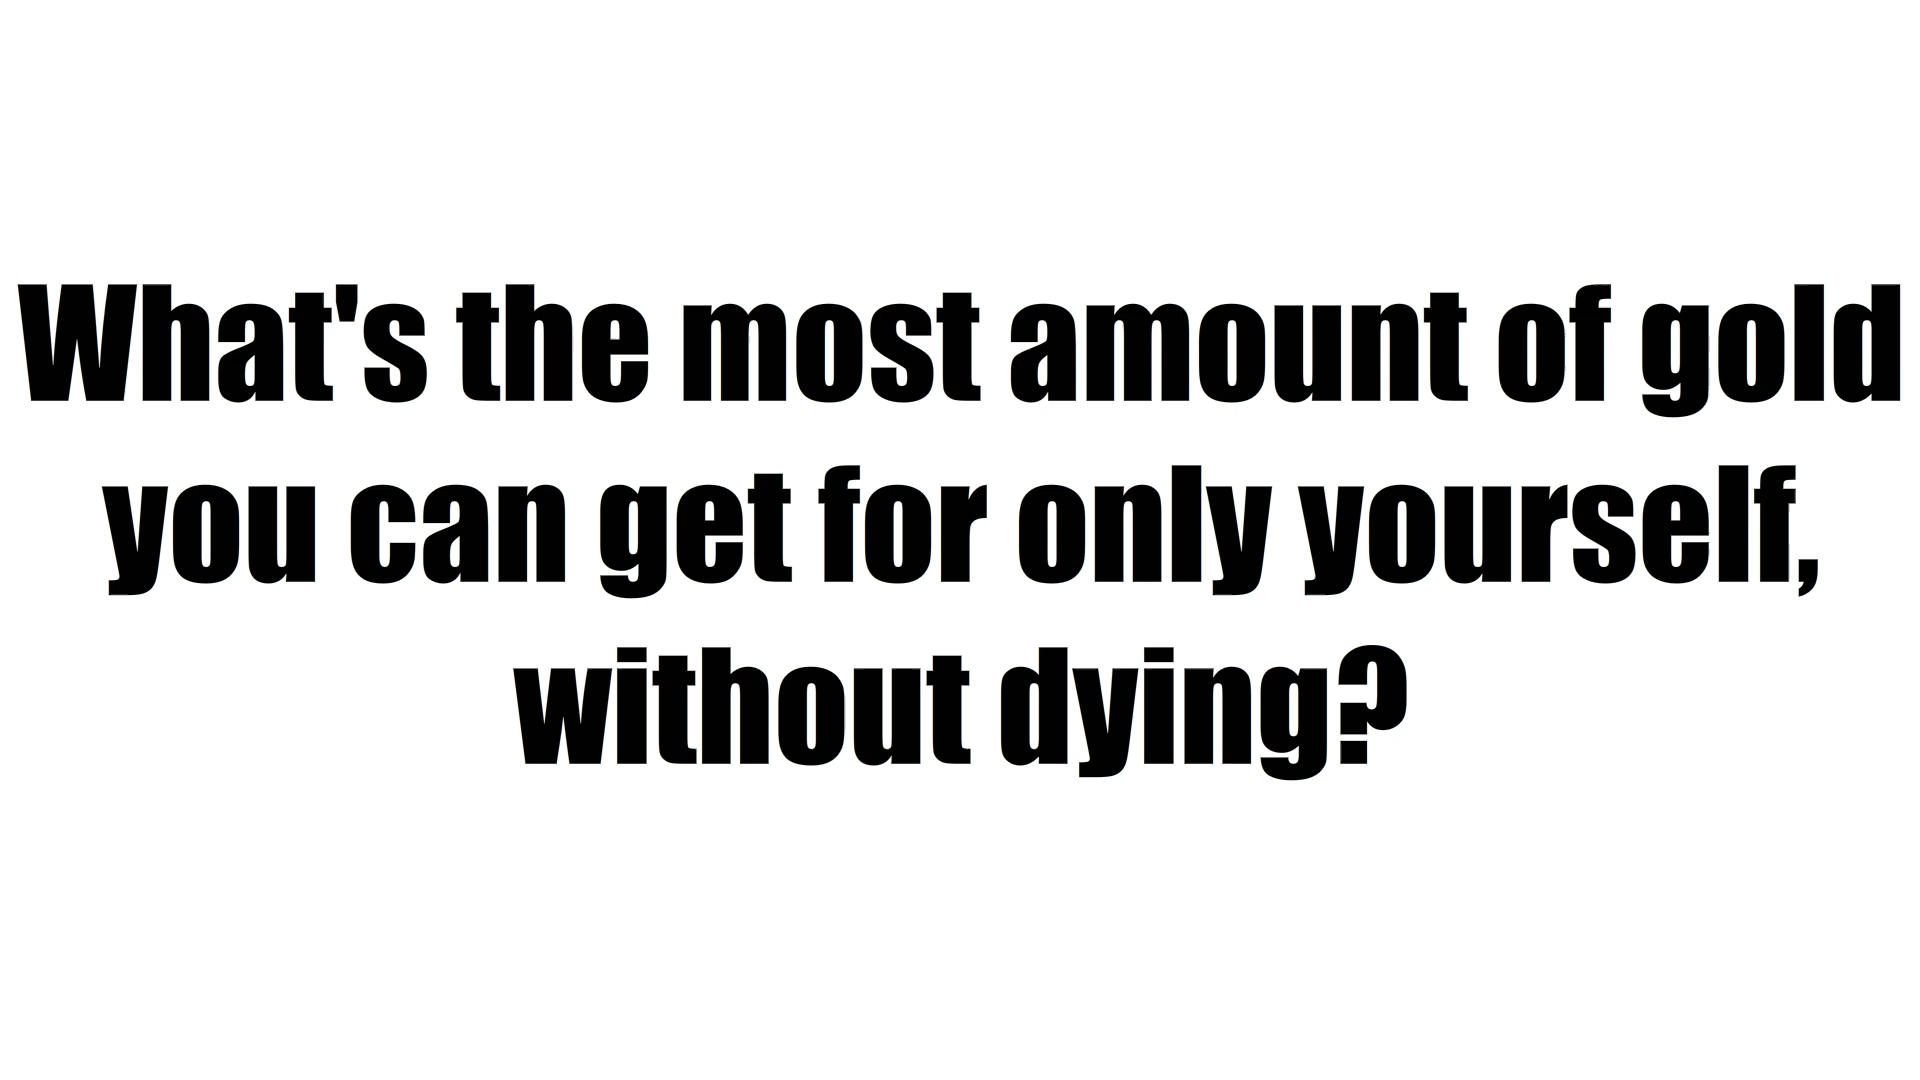 What's the most amount of gold
you can get for only yourself,
without dying?